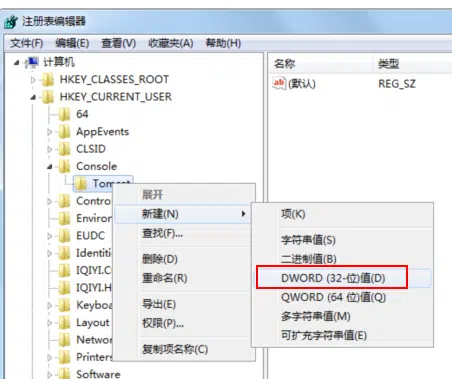 注册表编辑器
文件(F) 编辑(E) 查看(V) 收藏夹(A) 帮助(H)
计算机
HKEY_CLASSES_ROOT
HKEY_CURRENT_USER
64
AppEvents
CLSID
Console
Tomcat
Contro
Enviro
EUDC
Identiti
IQIYI.C
IQIYI.H
Keyboa
Layout
Netwo
Printers
Software
名称 类型
ab (默认) REG_SZ
展开
新建(N)
查找(F)...
删除(D)
重命名(R)
导出(E)
权限(P)...
复制项名称(C)
项(K)
字符串值(S)
二进制值(B)
DWORD (32-位)值(D)
QWORD (64 位)值(Q)
多字符串值(M)
可扩充字符串值(E)